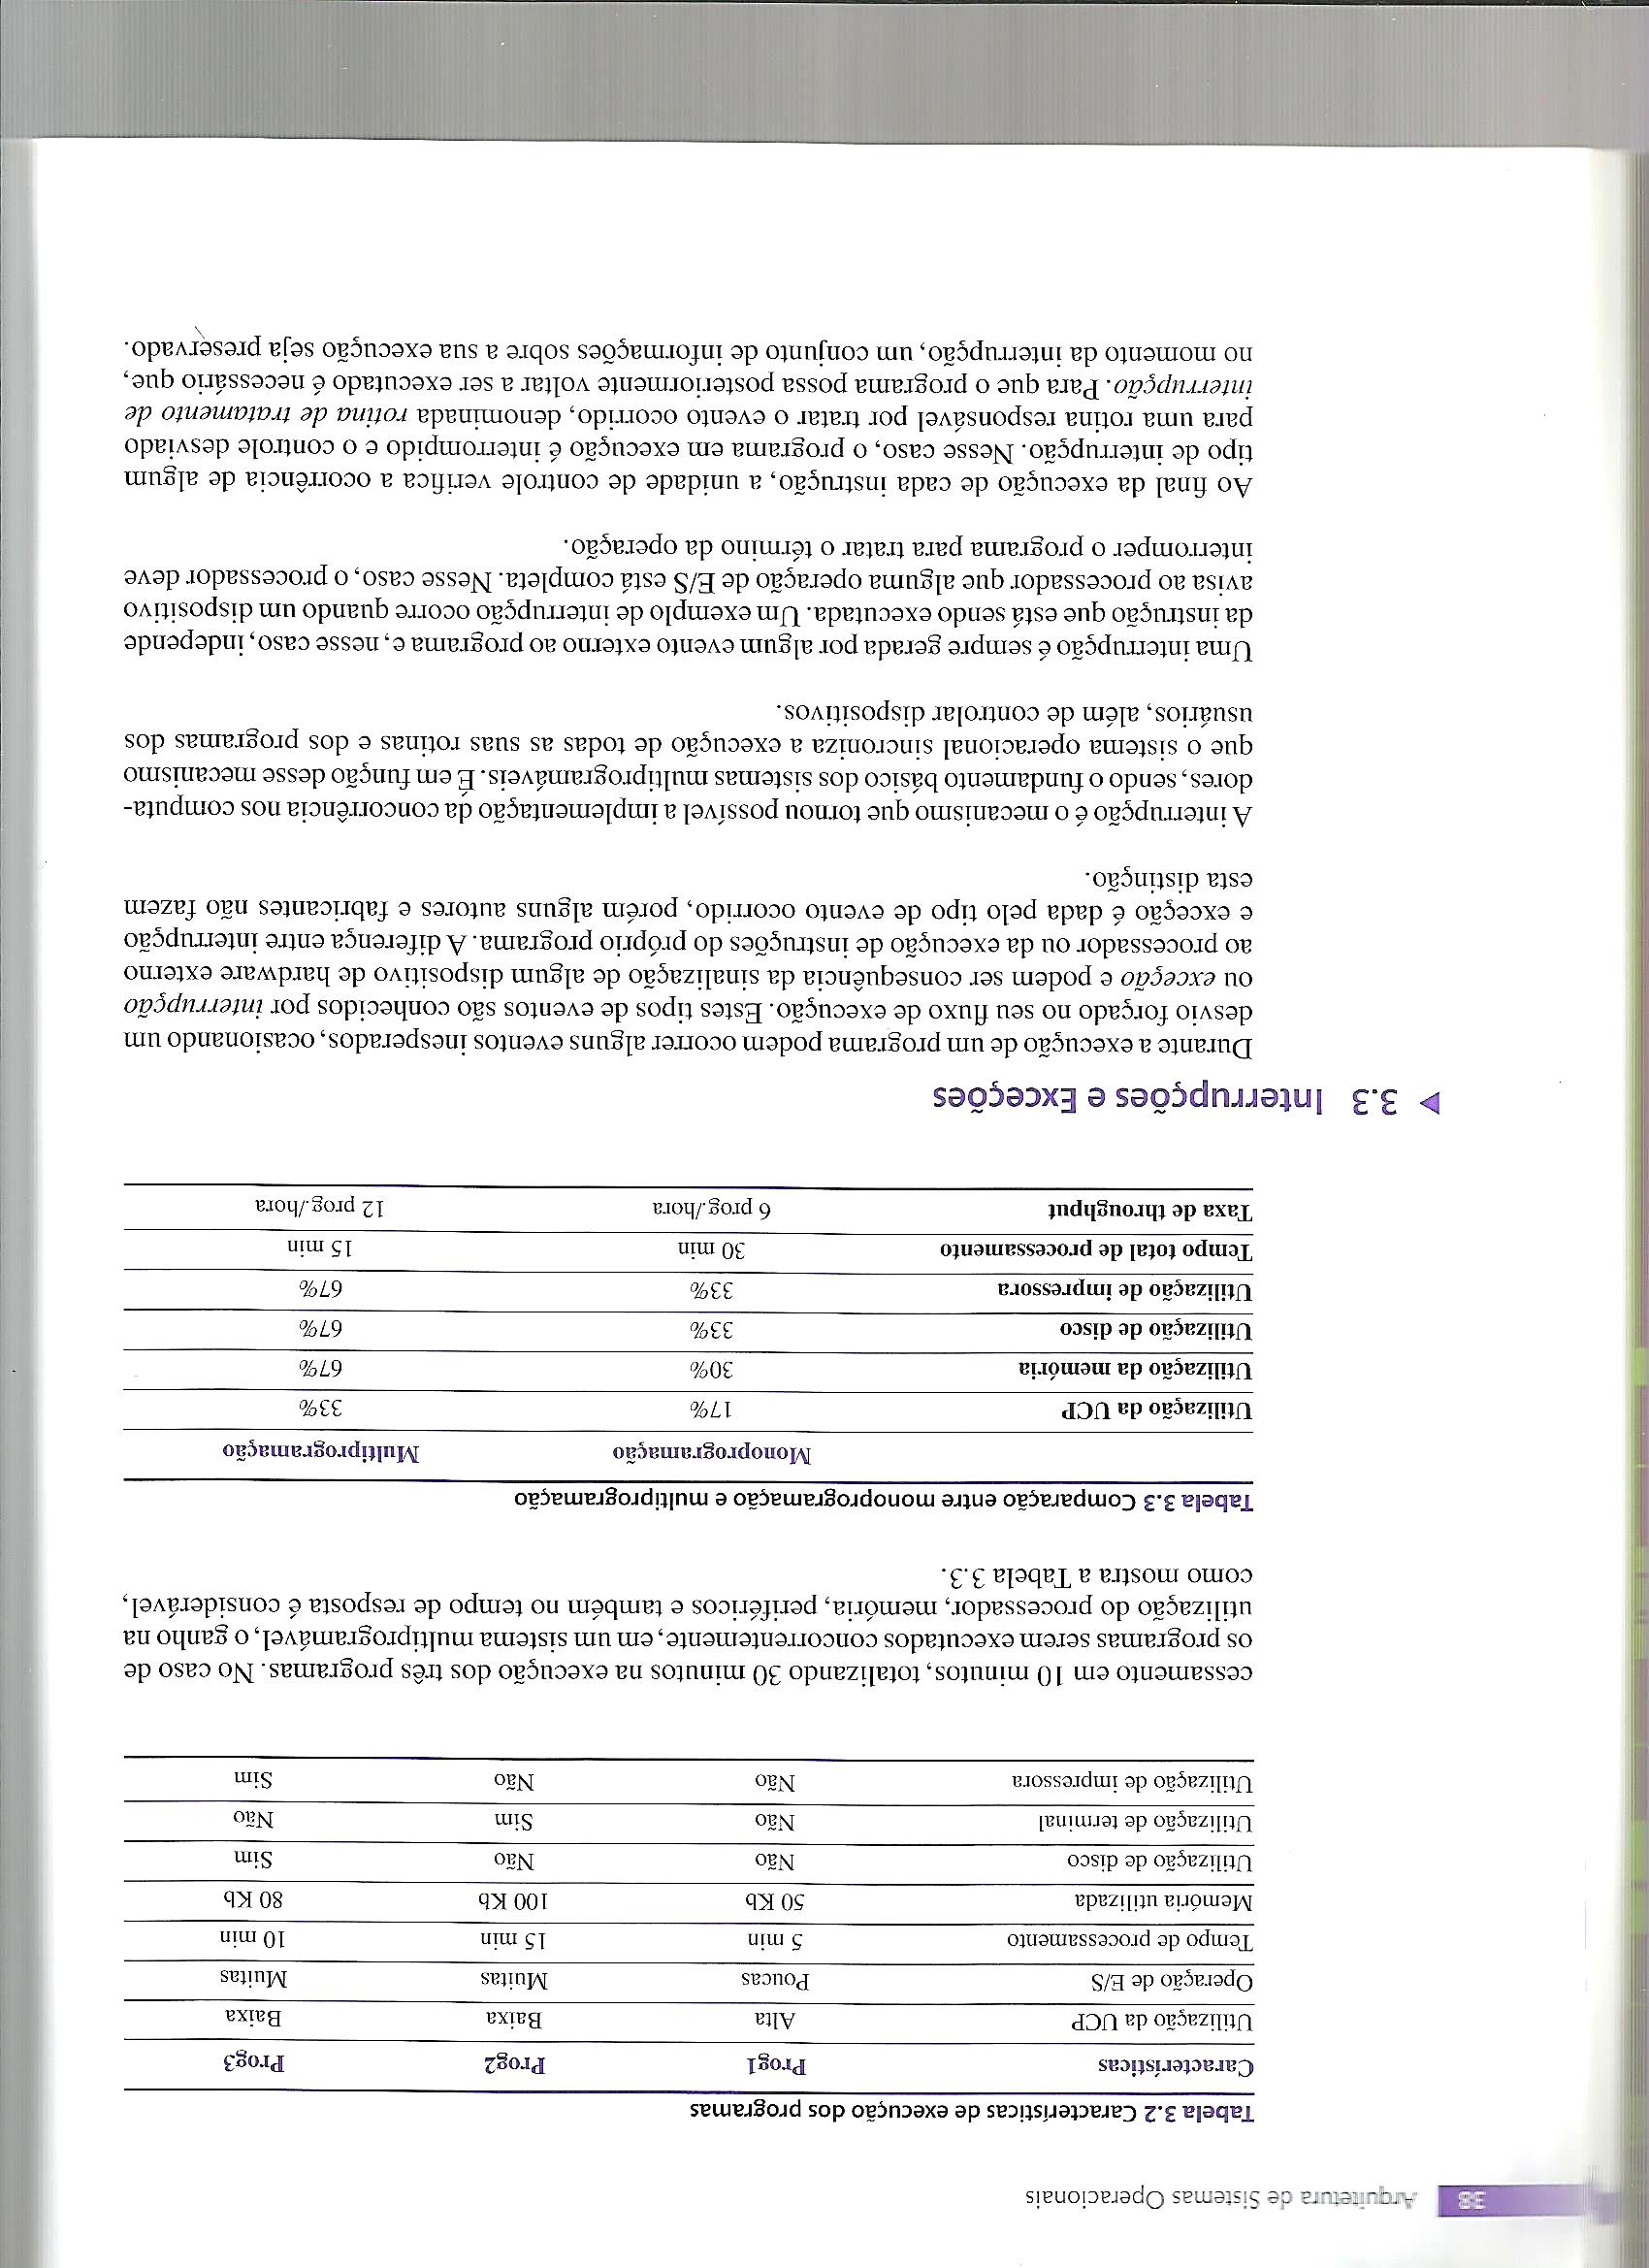 38 Arquitetura de Sistemas Operacionais
Tabela 3.2 Características de execução dos programas
Características Prog1 Prog2 Prog3
Utilização da UCP Alta Baixa Baixa
Operação de E/S Poucas Muitas Muitas
Tempo de processamento 5 min 15 min 10 min
Memória utilizada 50 Kb 100 Kb 80 Kb
Utilização de disco Não Não Sim
Utilização de terminal Não Sim Não
Utilização de impressora Não Não Sim
cessamento em 10 minutos, totalizando 30 minutos na execução dos três programas. No caso de
os programas serem executados concorrentemente, em um sistema multiprogramável, o ganho na
utilização do processador, memória, periféricos e também no tempo de resposta é considerável,
como mostra a Tabela 3.3.
Tabela 3.3 Comparação entre monoprogramação e multiprogramação
Monoprogramação Multiprogramação
Utilização da UCP 17% 33%
Utilização da memória 30% 67%
Utilização de disco 33% 67%
Utilização de impressora 33% 67%
Tempo total de processamento 30 min 15 min
Taxa de throughput 6 prog./hora 12 prog./hora
▶ 3.3 Interrupções e Exceções
Durante a execução de um programa podem ocorrer alguns eventos inesperados, ocasionando um
desvio forçado no seu fluxo de execução. Estes tipos de eventos são conhecidos por interrupção
ou exceção e podem ser consequência da sinalização de algum dispositivo de hardware externo
ao processador ou da execução de instruções do próprio programa. A diferença entre interrupção
e exceção é dada pelo tipo de evento ocorrido, porém alguns autores e fabricantes não fazem
esta distinção.
A interrupção é o mecanismo que tornou possível a implementação da concorrência nos computa-
dores, sendo o fundamento básico dos sistemas multiprogramáveis. É em função desse mecanismo
que o sistema operacional sincroniza a execução de todas as suas rotinas e dos programas dos
usuários, além de controlar dispositivos.
Uma interrupção é sempre gerada por algum evento externo ao programa e, nesse caso, independe
da instrução que está sendo executada. Um exemplo de interrupção ocorre quando um dispositivo
avisa ao processador que alguma operação de E/S está completa. Nesse caso, o processador deve
interromper o programa para tratar o término da operação.
Ao final da execução de cada instrução, a unidade de controle verifica a ocorrência de algum
tipo de interrupção. Nesse caso, o programa em execução é interrompido e o controle desviado
para uma rotina responsável por tratar o evento ocorrido, denominada rotina de tratamento de
interrupção. Para que o programa possa posteriormente voltar a ser executado é necessário que,
no momento da interrupção, um conjunto de informações sobre a sua execução seja preservado.